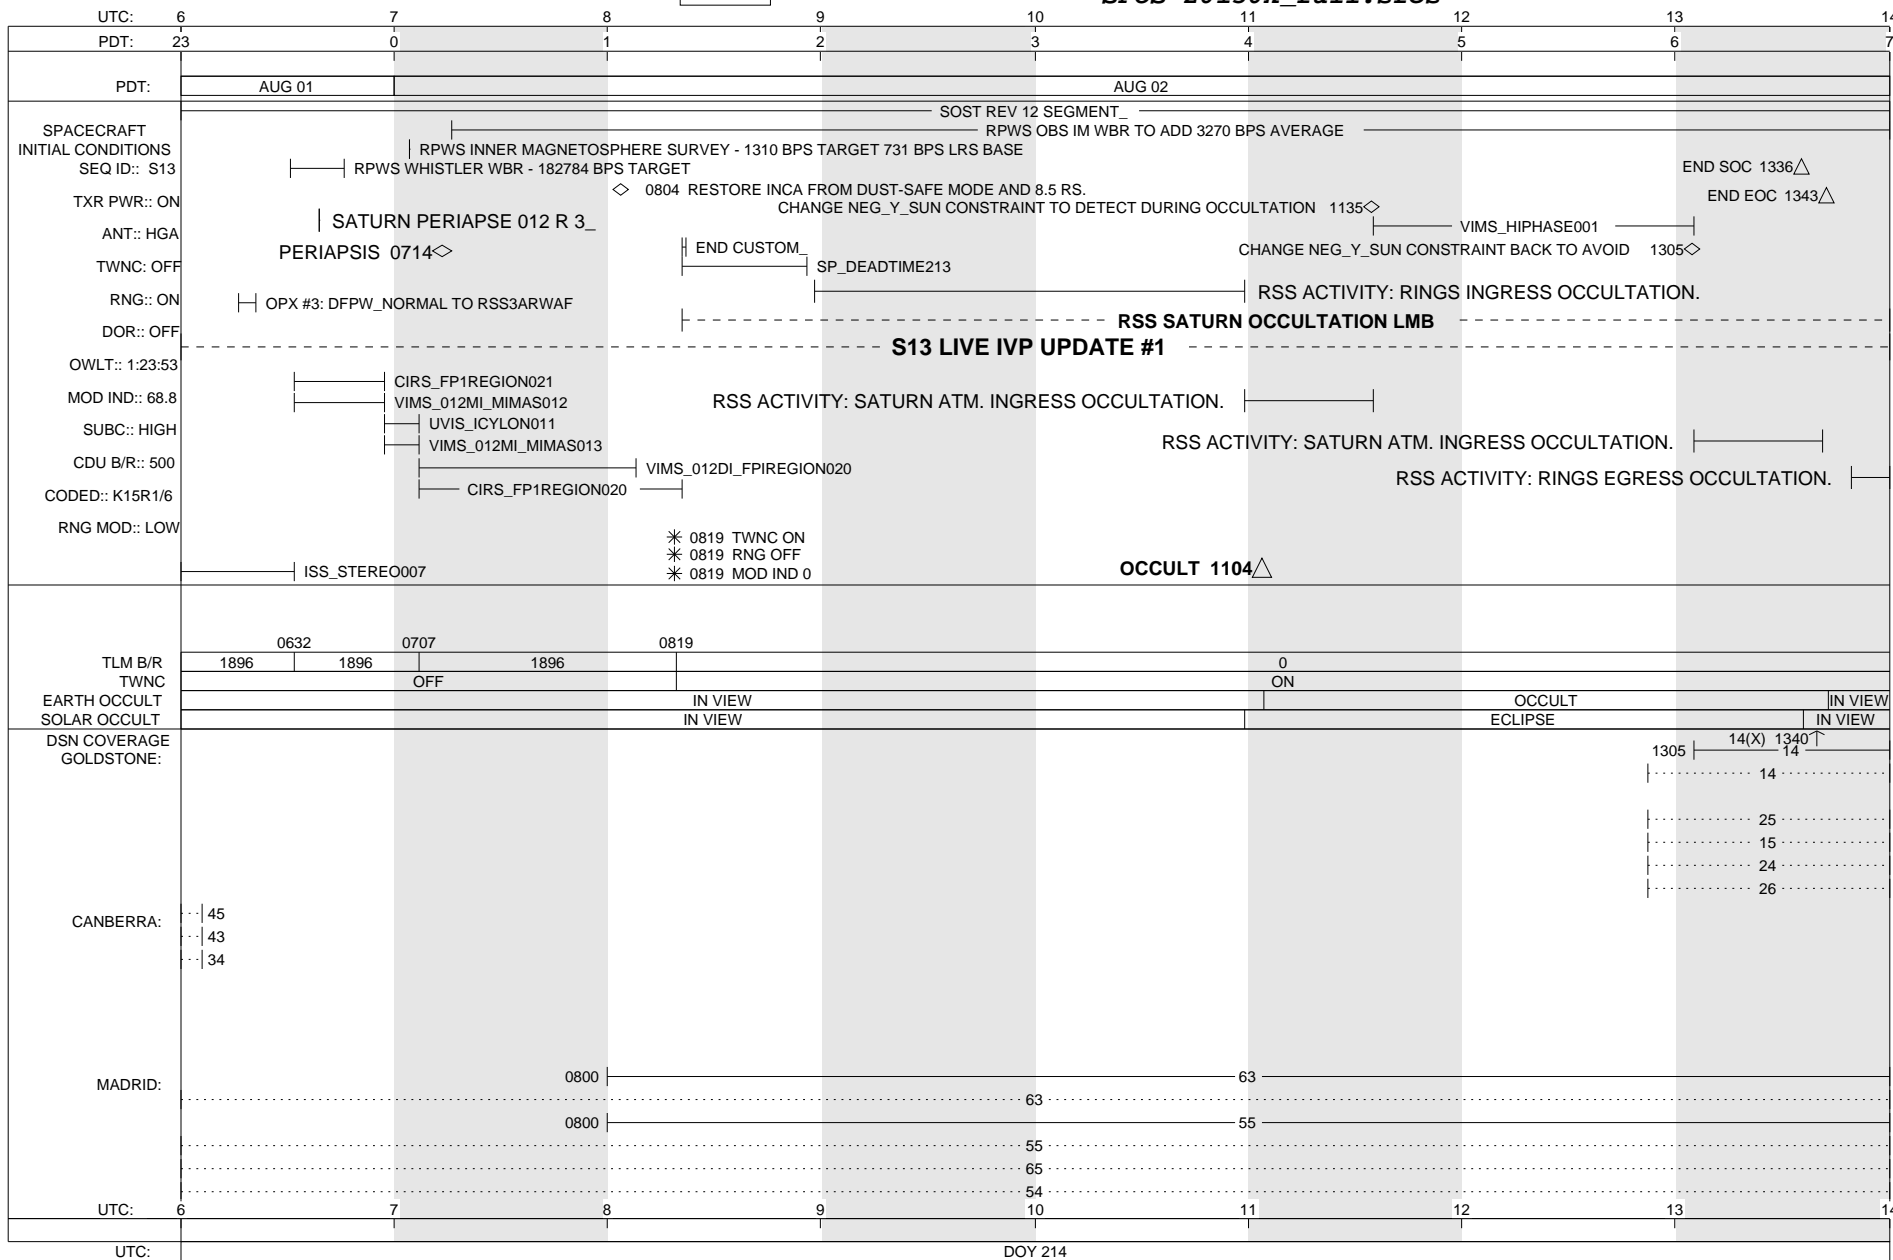 UTC: 6 7 8 9 10 11 12 13 14
PDT: 23 0 1 2 3 4 5 6 7
PDT: AUG 01 AUG 02
SOST REV 12 SEGMENT_
SPACECRAFT
INITIAL CONDITIONS
SEQ ID:: S13
TXR PWR:: ON
ANT:: HGA
TWNC: OFF
RNG:: ON
DOR:: OFF
OWLT:: 1:23:53
MOD IND:: 68.8
SUBC:: HIGH
CDU B/R:: 500
CODED:: K15R1/6
RNG MOD:: LOW
RPWS OBS IM WBR TO ADD 3270 BPS AVERAGE
RPWS INNER MAGNETOSPHERE SURVEY - 1310 BPS TARGET 731 BPS LRS BASE
RPWS WHISTLER WBR - 182784 BPS TARGET
END SOC 1336
0804 RESTORE INCA FROM DUST-SAFE MODE AND 8.5 RS.
END EOC 1343
CHANGE NEG_Y_SUN CONSTRAINT TO DETECT DURING OCCULTATION 1135
SATURN PERIAPSE 012 R 3_
VIMS_HIPHASE001
PERIAPSIS 0714
END CUSTOM_
CHANGE NEG_Y_SUN CONSTRAINT BACK TO AVOID 1305
SP_DEADTIME213
RSS ACTIVITY: RINGS INGRESS OCCULTATION.
OPX #3: DFPW_NORMAL TO RSS3ARWAF
RSS SATURN OCCULTATION LMB
S13 LIVE IVP UPDATE #1
CIRS_FP1REGION021
VIMS_012MI_MIMAS012
RSS ACTIVITY: SATURN ATM. INGRESS OCCULTATION.
UVIS_ICYLON011
VIMS_012MI_MIMAS013
RSS ACTIVITY: SATURN ATM. INGRESS OCCULTATION.
VIMS_012DI_FPIREGION020
RSS ACTIVITY: RINGS EGRESS OCCULTATION.
CIRS_FP1REGION020
0819 TWNC ON
0819 RNG OFF
0819 MOD IND 0
ISS_STEREO007
OCCULT 1104
0632 0707 0819
TLM B/R 1896 1896 1896 0
TWNC OFF ON
EARTH OCCULT IN VIEW OCCULT IN VIEW
SOLAR OCCULT IN VIEW ECLIPSE IN VIEW
DSN COVERAGE
14(X) 1340
GOLDSTONE: 1305 14
14
25
15
24
26
CANBERRA:
45
43
34
MADRID:
0800 63
63
0800 55
55
65
54
UTC: 6 7 8 9 10 11 12 13 14
UTC: DOY 214